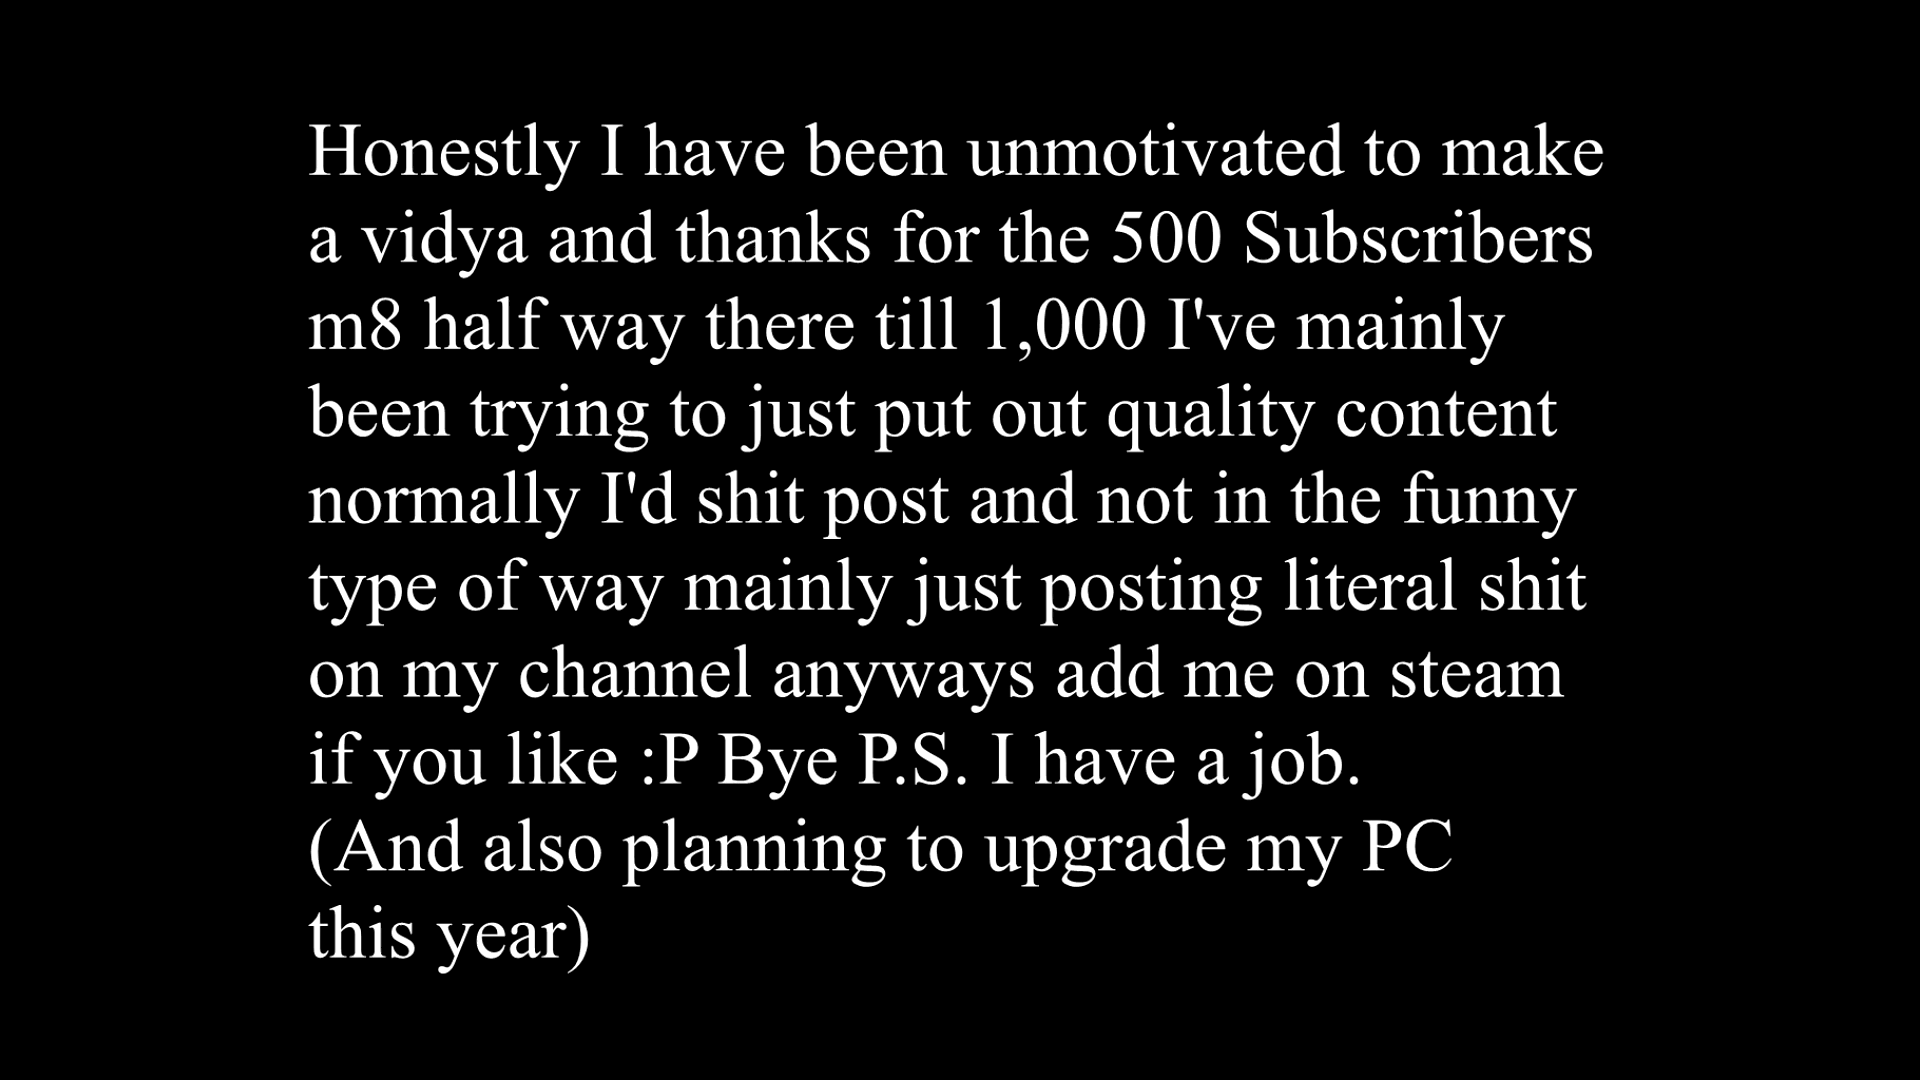 Honestly I have been unmotivated to make
a vidya and thanks for the 500 Subscribers
m8 half way there till 1,000 I've mainly
been trying to just put out quality content
normally I'd shit post and not in the funny
type of way mainly just posting literal shit
on my channel anyways add me on steam
if you like :P Bye P.S. I have a job.
(And also planning to upgrade my PC
this year)